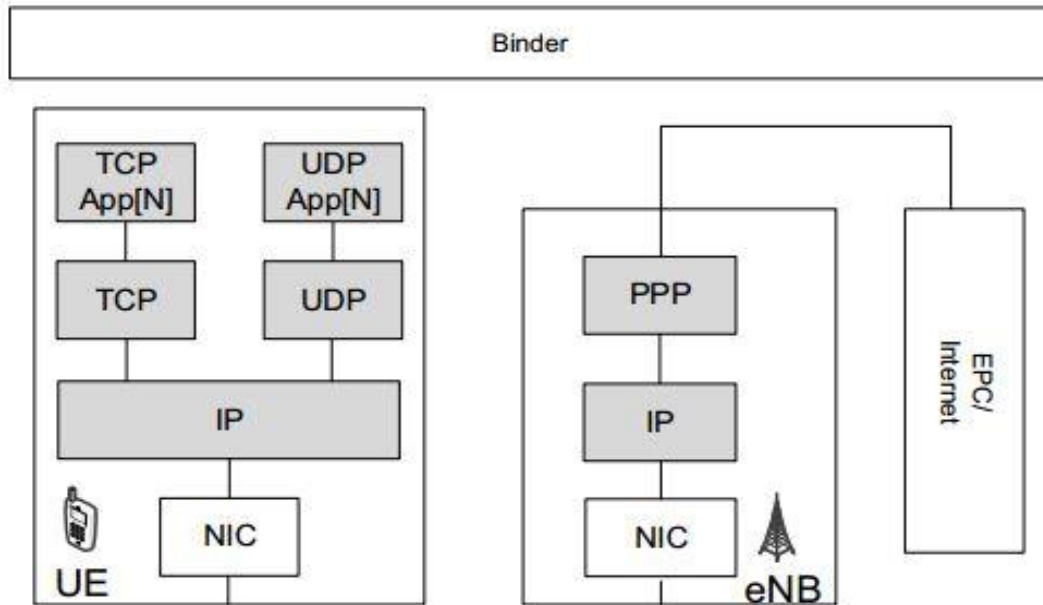 Binder
TCP
App[N]
UDP
App[N]
TCP
UDP
IP
NIC
UE
PPP
IP
NIC
eNB
EPC/
Internet